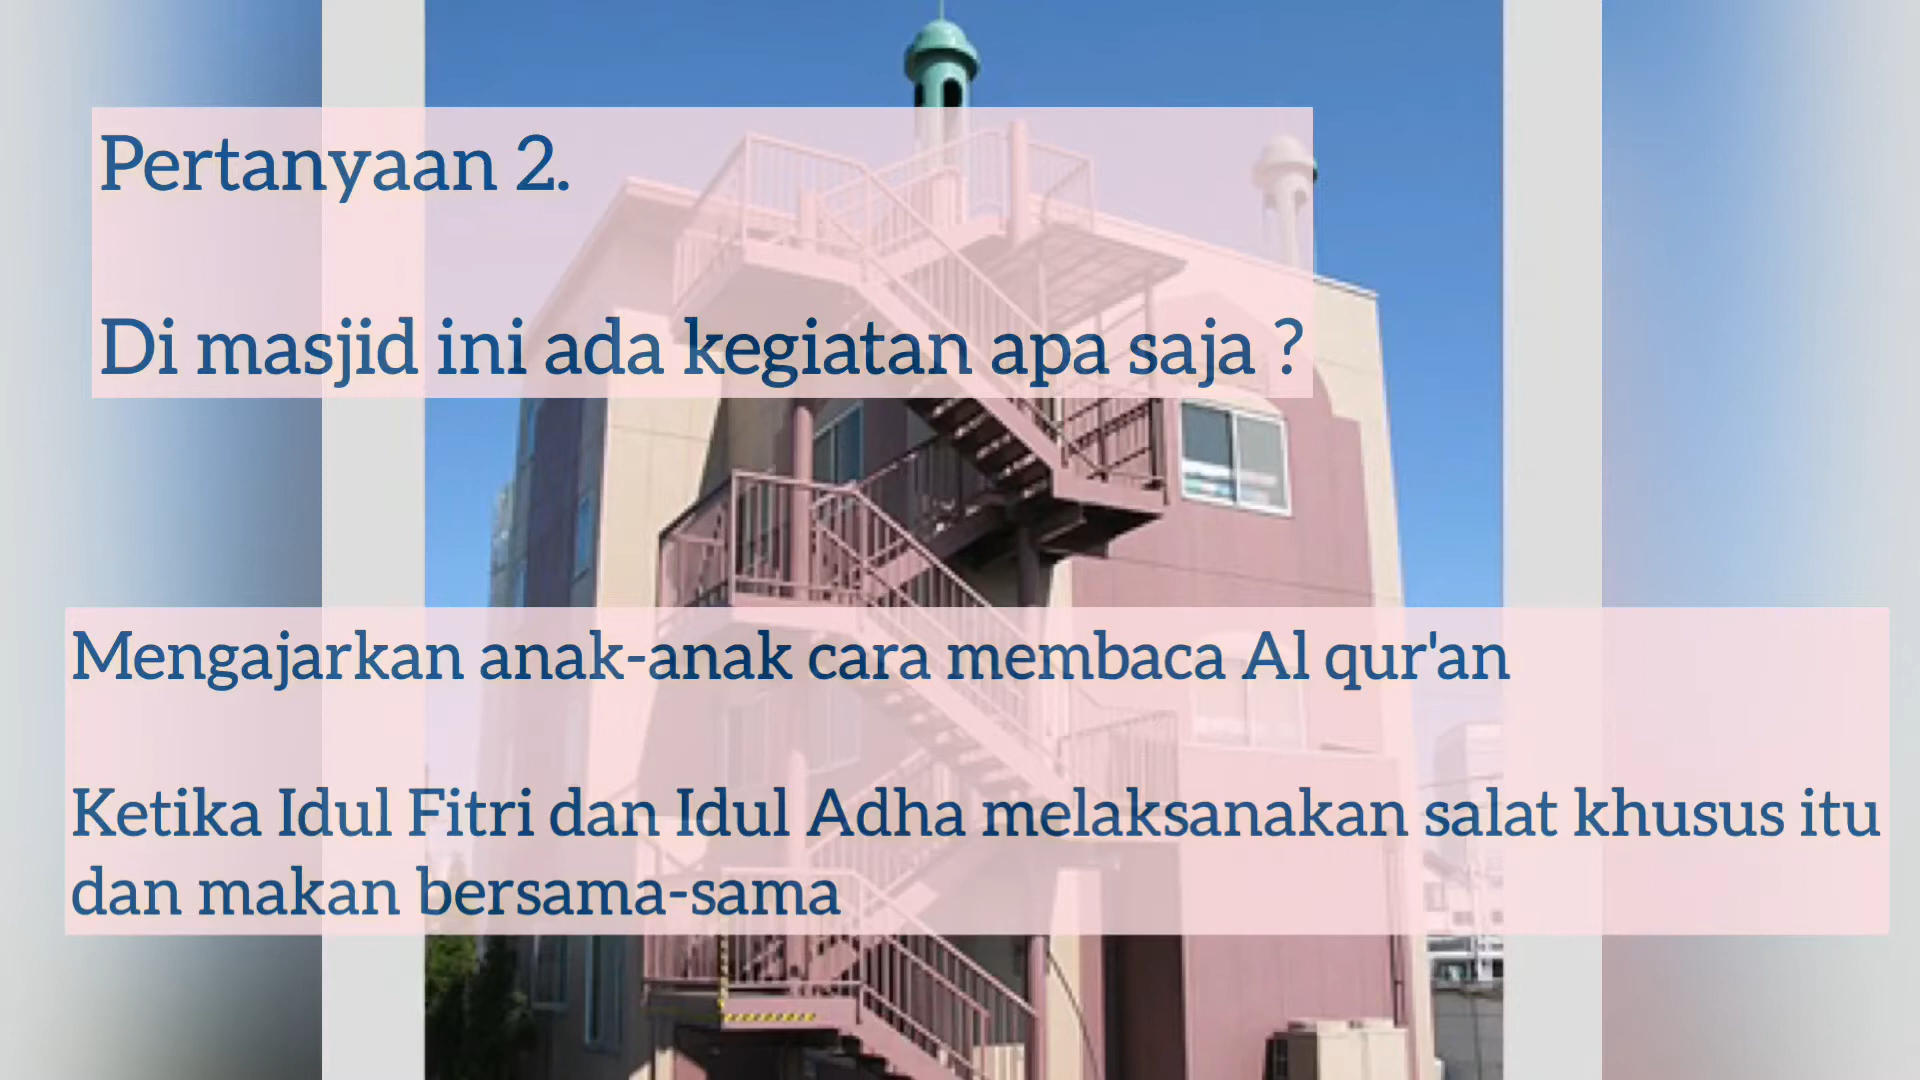 Pertanyaan 2.
Di masjid ini ada kegiatan apa saja ?
Mengajarkan anak-anak cara membaca Al qur'an
Ketika Idul Fitri dan Idul Adha melaksanakan salat khusus itu
dan makan bersama-sama